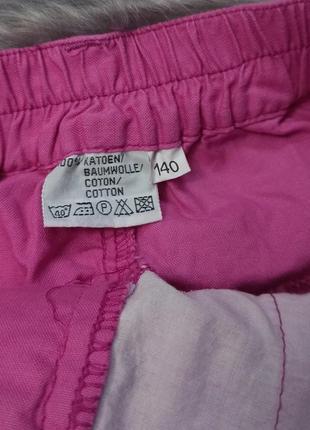 100% KATOEN/
BAUMWOLLE/
COTON/
COTTON
140
40 P